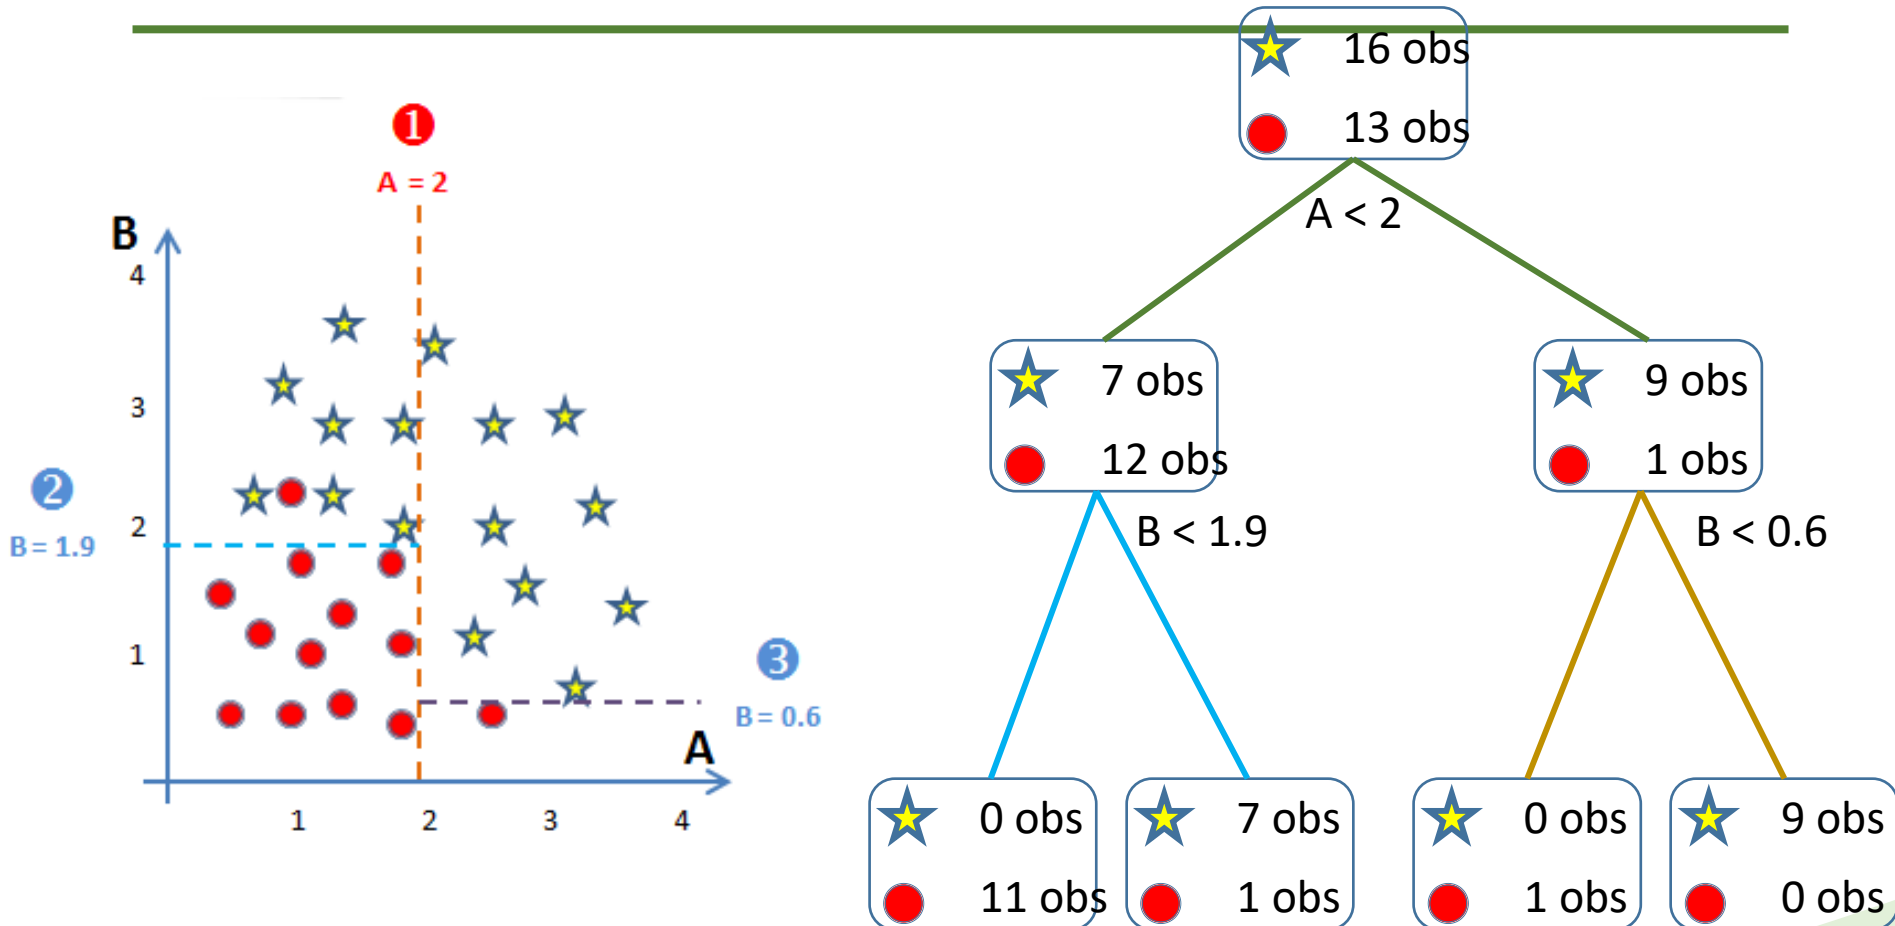 16 obs
13 obs
1
A = 2
A < 2
B
4
3
2
1
2
B = 1.9
3
B = 0.6
A
1
2
3
4
7 obs
12 obs
9 obs
1 obs
B < 1.9
B < 0.6
0 obs
11 obs
7 obs
1 obs
0 obs
1 obs
9 obs
0 obs